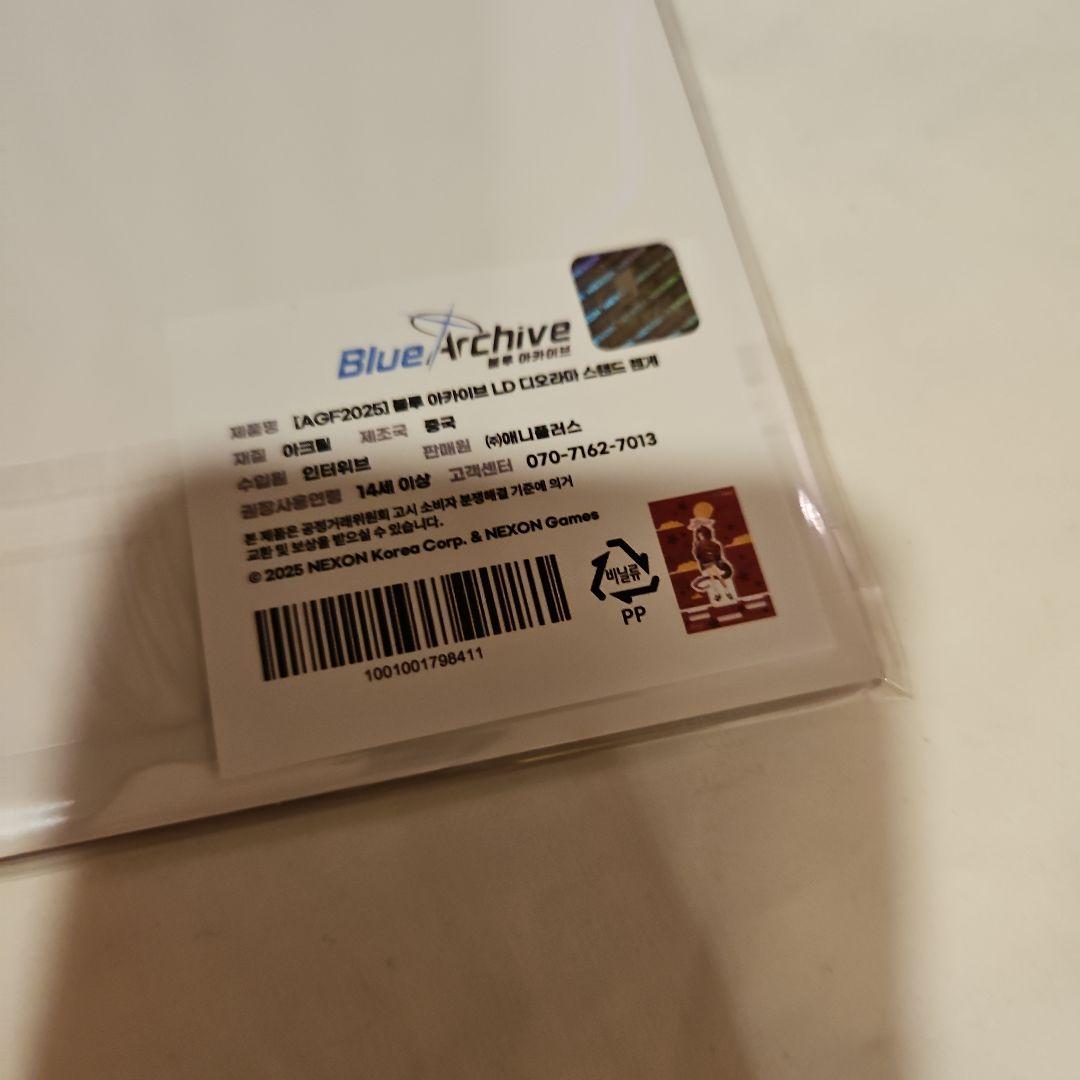 Blue Archive
블루 아카이브
제품명 [AGF2025] 블루 아카이브 LD 디오라마 스탠드 첼게
재질 아크릴 제조국 중국
수입원 인터위브 판매원 ㈜애니플러스
권장사용연령 14세 이상 고객센터 070-7162-7013
본 제품은 공정거래위원회 고시 소비자 분쟁해결 기준에 의거
교환 및 보상을 받으실 수 있습니다.
© 2025 NEXON Korea Corp. & NEXON Games
비닐류
PP
1001001798411